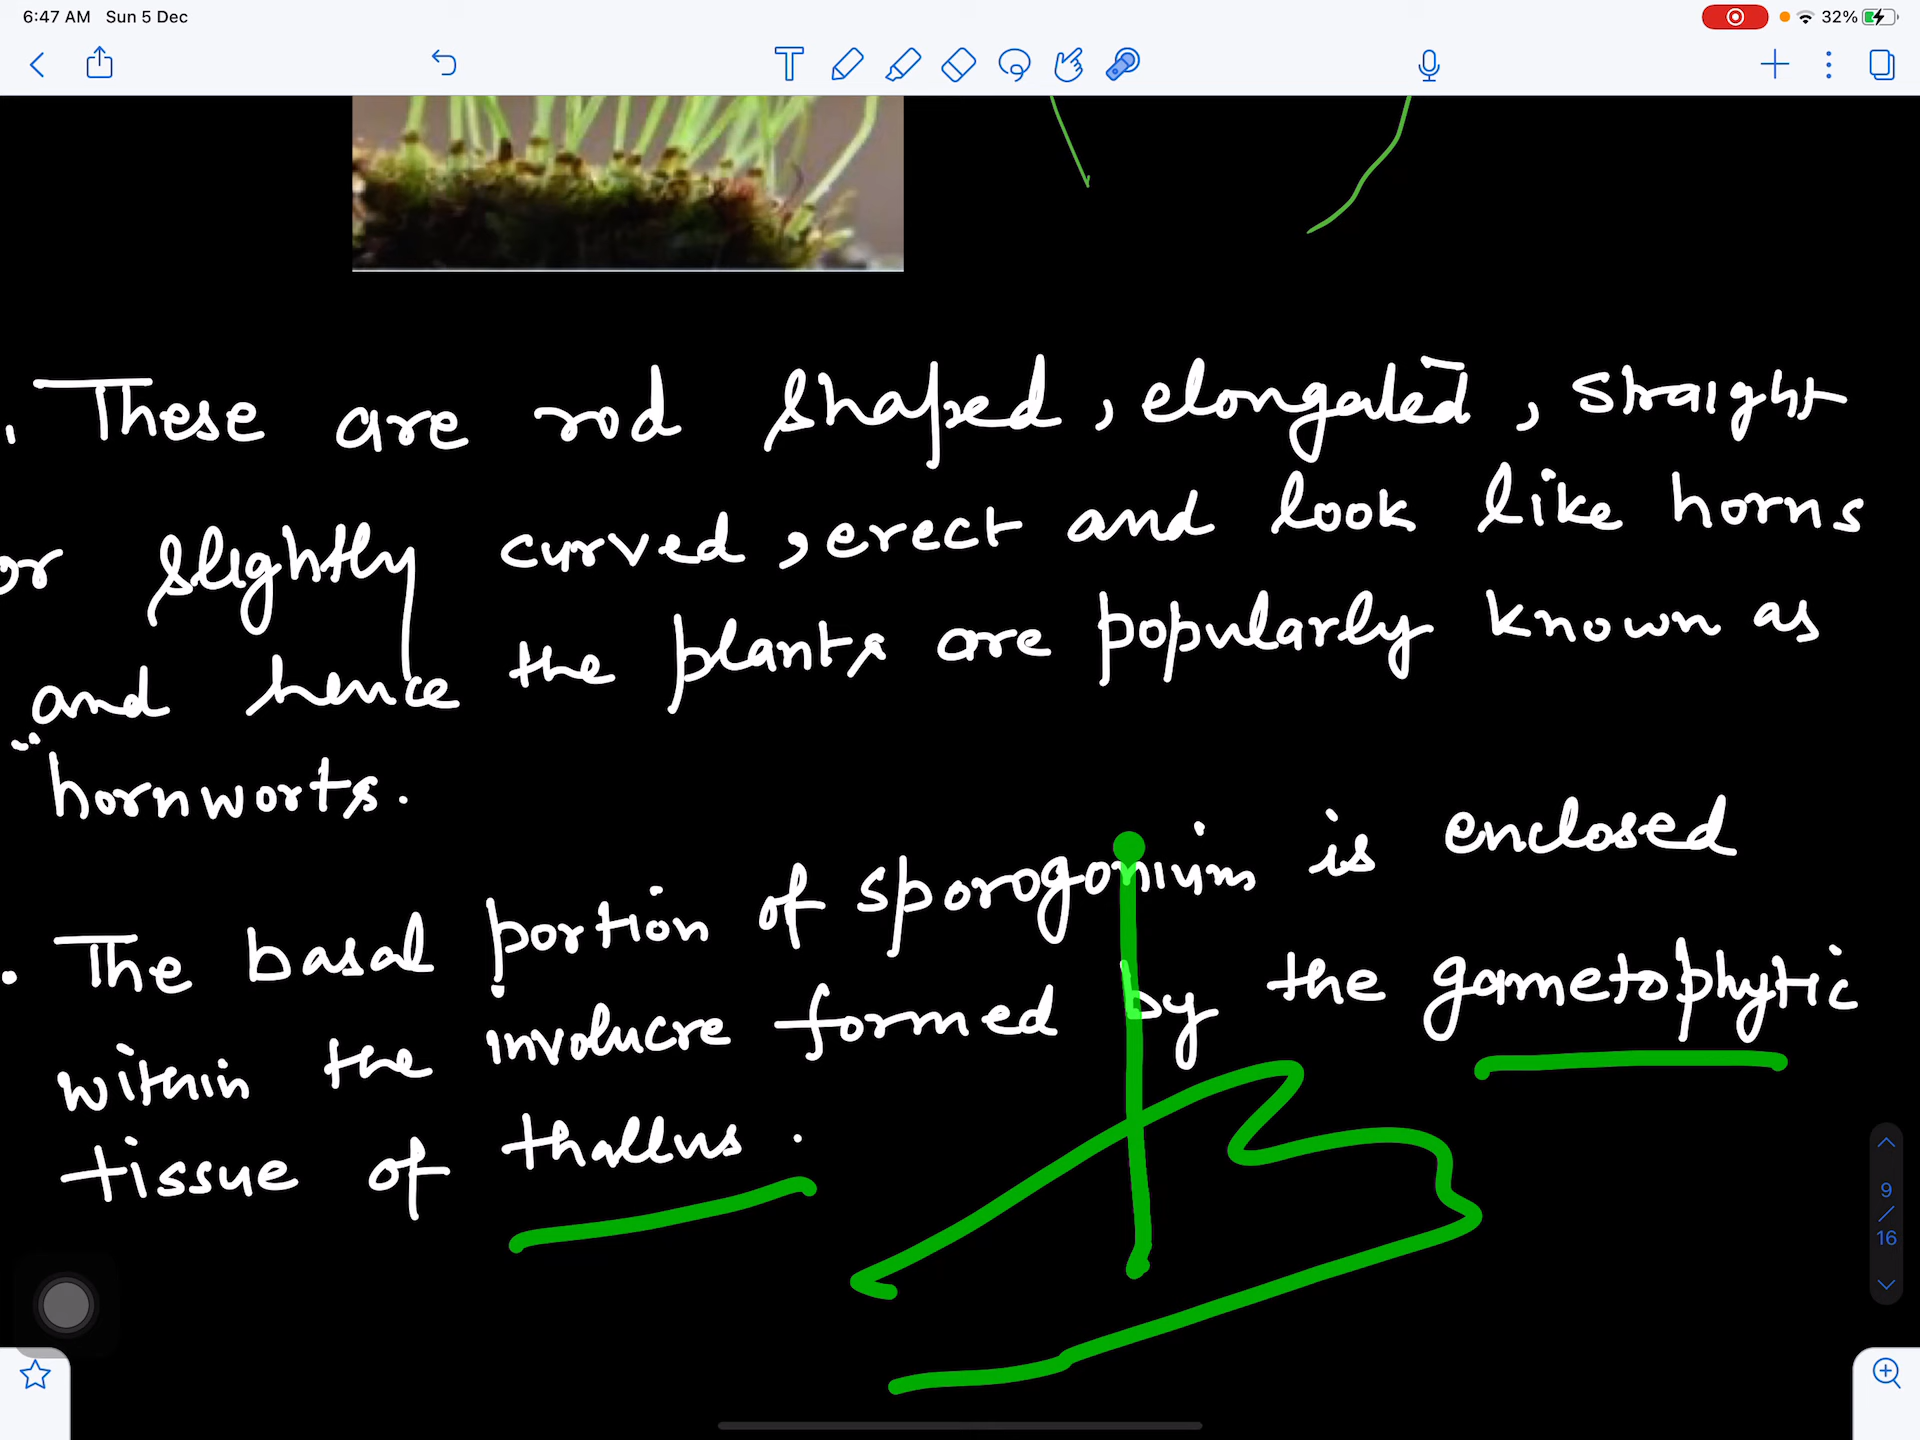 6:47 AM Sun 5 Dec
32%
These are rod shaped, elongated, straight
or slightly curved, erect and look like horns
and hence the plants are popularly known as
"hornworts.
The basal portion of sporogonium is enclosed
within the involucre formed by the gametophytic
tissue of thallus.
9
/
16